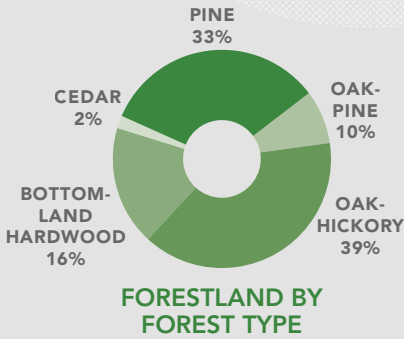 PINE
33%
OAK-
PINE
10%
OAK-
HICKORY
39%
BOTTOM-
LAND
HARDWOOD
16%
CEDAR
2%
FORESTLAND BY
FOREST TYPE